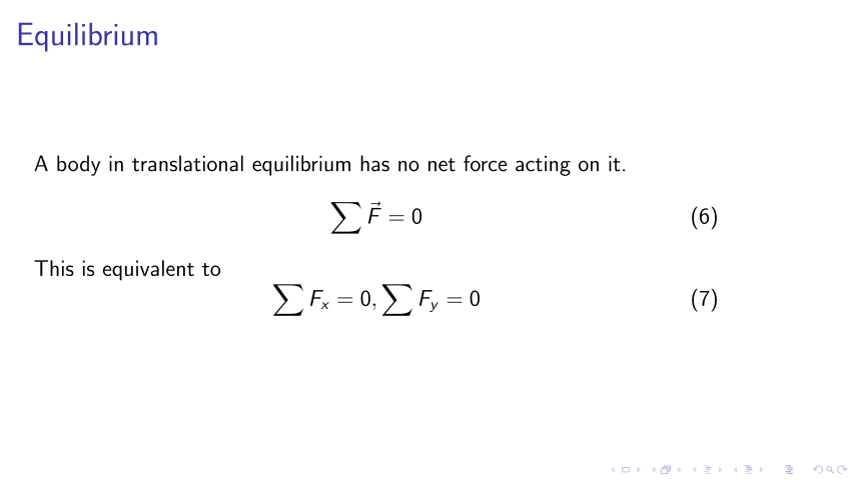 Equilibrium
A body in translational equilibrium has no net force acting on it.
∑ F⃗ = 0 (6)
This is equivalent to
∑ Fₓ = 0, ∑ F_y = 0 (7)